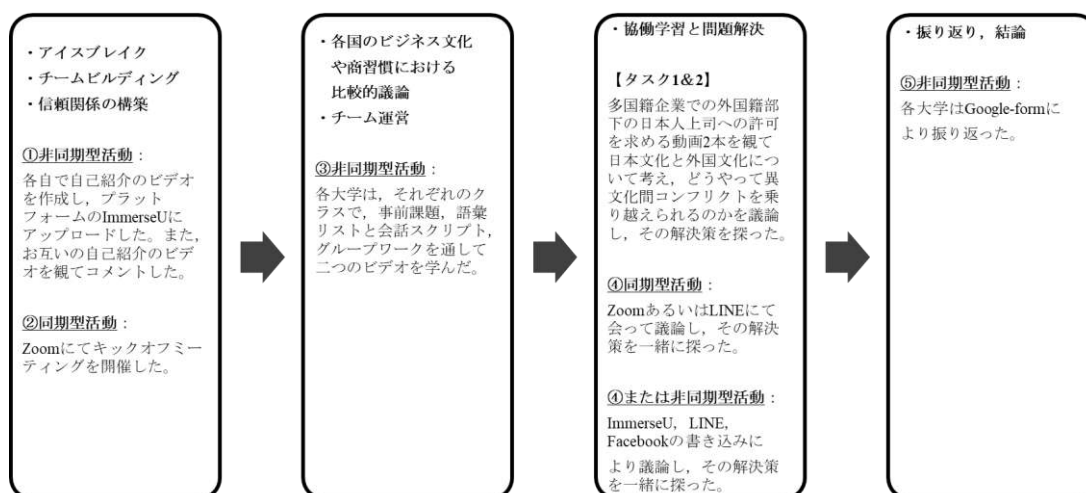 ・アイスブレイク
・チームビルディング
・信頼関係の構築
①非同期型活動：
各自で自己紹介のビデオ
を作成し，プラット
フォームのImmerseUに
アップロードした。また，
お互いの自己紹介のビデ
オを観てコメントした。
②同期型活動：
Zoomにてキックオフミー
ティングを開催した。
・各国のビジネス文化
や商習慣における
比較的議論
・チーム運営
③非同期型活動：
各大学は，それぞれのク
ラスで，事前課題，語彙
リストと会話スクリプト，
グループワークを通して
二つのビデオを学んだ。
・協働学習と問題解決
【タスク1＆2】
多国籍企業での外国籍部
下の日本人上司への許可
を求める動画2本を観て
日本文化と外国文化につ
いて考え，どうやって異
文化間コンフリクトを乗
り越えられるのかを議論
し，その解決策を探った。
④同期型活動：
ZoomあるいはLINEにて
会って議論し，その解決
策を一緒に探った。
④または非同期型活動：
ImmerseU，LINE，
Facebookの書き込みに
より議論し，その解決策
を一緒に探った。
・振り返り，結論
⑤非同期型活動：
各大学はGoogle-formに
より振り返った。